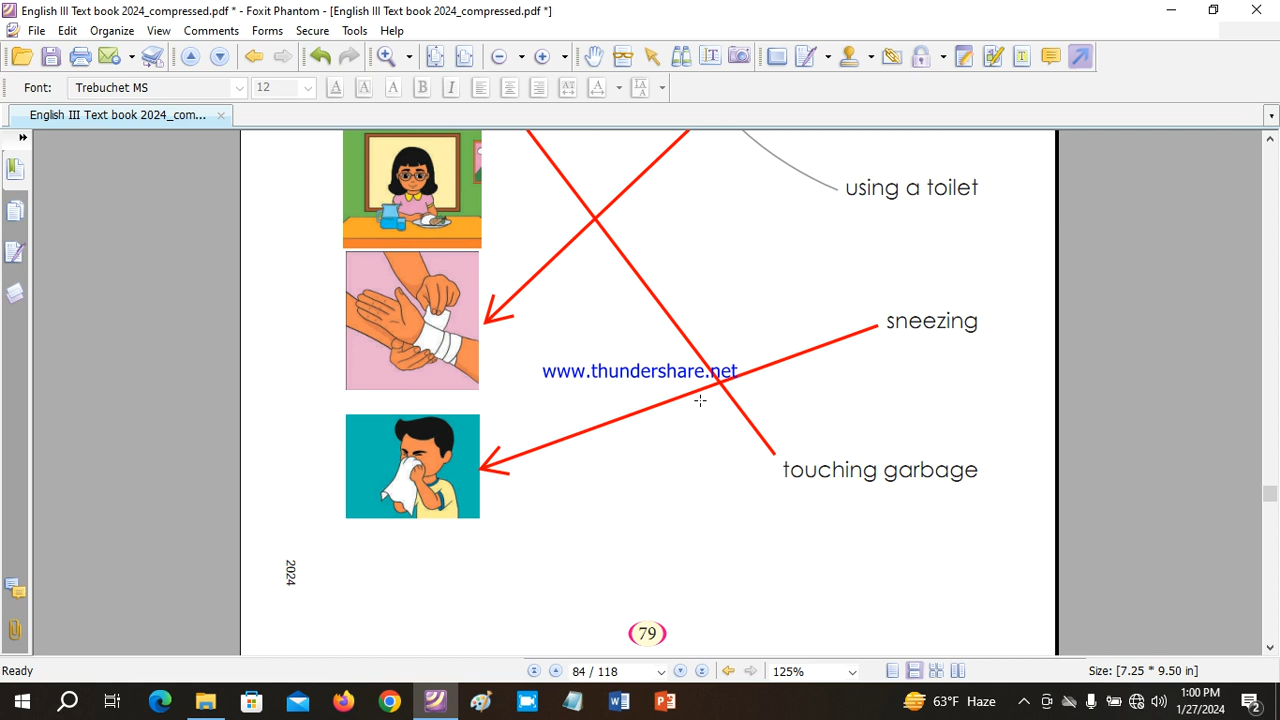 English III Text book 2024_compressed.pdf * - Foxit Phantom - [English III Text book 2024_compressed.pdf *]
File Edit Organize View Comments Forms Secure Tools Help
Font: Trebuchet MS 12
English III Text book 2024_com...
using a toilet
sneezing
www.thundershare.net
touching garbage
2024
79
Ready 84 / 118 125% Size: [7.25 * 9.50 in]
63°F Haze
1:00 PM
1/27/2024
2